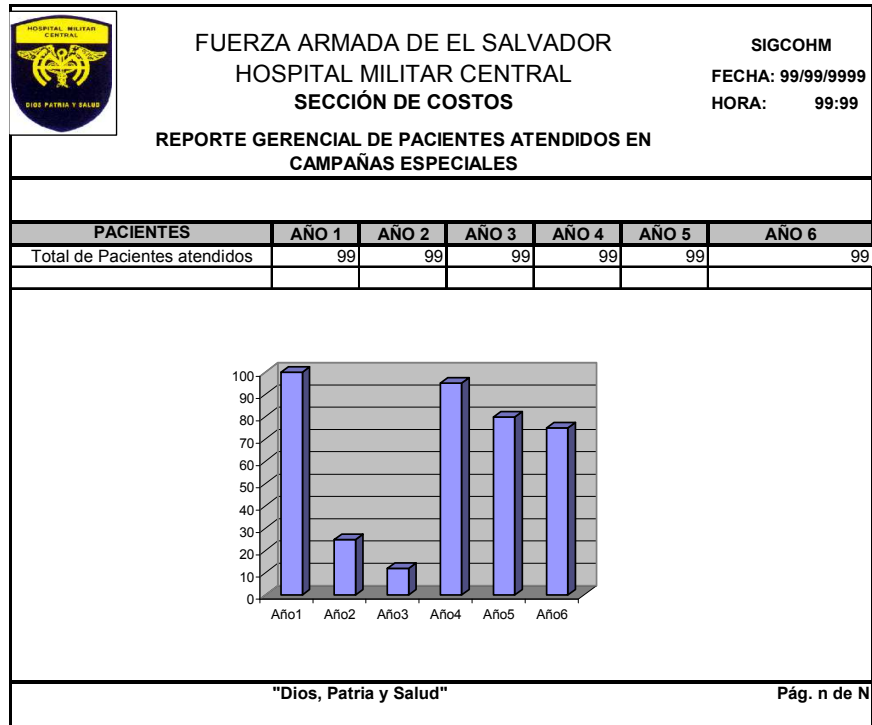 HOSPITAL MILITAR
CENTRAL
DIOS PATRIA Y SALUD
FUERZA ARMADA DE EL SALVADOR
HOSPITAL MILITAR CENTRAL
SECCIÓN DE COSTOS
SIGCOHM
FECHA: 99/99/9999
HORA: 99:99
REPORTE GERENCIAL DE PACIENTES ATENDIDOS EN
CAMPAÑAS ESPECIALES
PACIENTES AÑO 1 AÑO 2 AÑO 3 AÑO 4 AÑO 5 AÑO 6
Total de Pacientes atendidos 99 99 99 99 99 99
100
90
80
70
60
50
40
30
20
10
0
Año1 Año2 Año3 Año4 Año5 Año6
"Dios, Patria y Salud" Pág. n de N